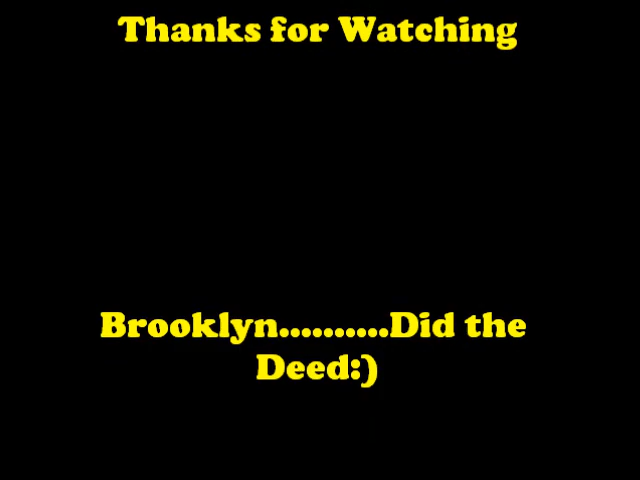 Thanks for Watching
Brooklyn..........Did the
Deed:)